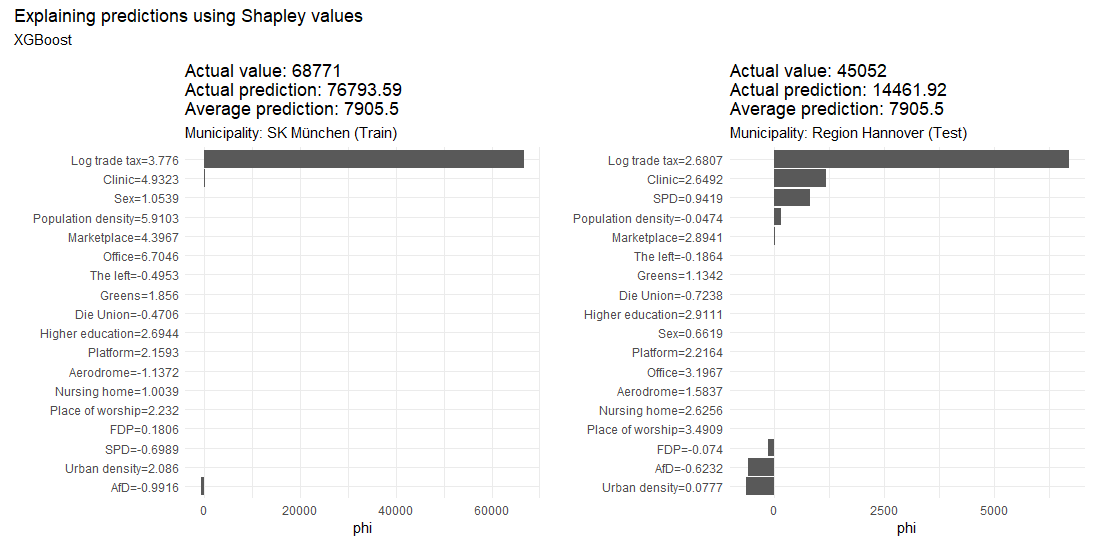 Explaining predictions using Shapley values
XGBoost
Actual value: 68771
Actual prediction: 76793.59
Average prediction: 7905.5
Municipality: SK München (Train)
Log trade tax=3.776
Clinic=4.9323
Sex=1.0539
Population density=5.9103
Marketplace=4.3967
Office=6.7046
The left=-0.4953
Greens=1.856
Die Union=-0.4706
Higher education=2.6944
Platform=2.1593
Aerodrome=-1.1372
Nursing home=1.0039
Place of worship=2.232
FDP=0.1806
SPD=-0.6989
Urban density=2.086
AfD=-0.9916
0 20000 40000 60000
phi
Actual value: 45052
Actual prediction: 14461.92
Average prediction: 7905.5
Municipality: Region Hannover (Test)
Log trade tax=2.6807
Clinic=2.6492
SPD=0.9419
Population density=-0.0474
Marketplace=2.8941
The left=-0.1864
Greens=1.1342
Die Union=-0.7238
Higher education=2.9111
Sex=0.6619
Platform=2.2164
Office=3.1967
Aerodrome=1.5837
Nursing home=2.6256
Place of worship=3.4909
FDP=-0.074
AfD=-0.6232
Urban density=0.0777
0 2500 5000
phi